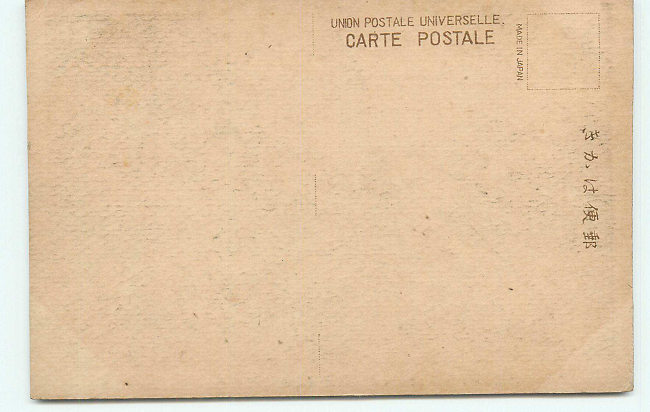 UNION POSTALE UNIVERSELLE.
CARTE POSTALE
MADE IN JAPAN
きかは便郵